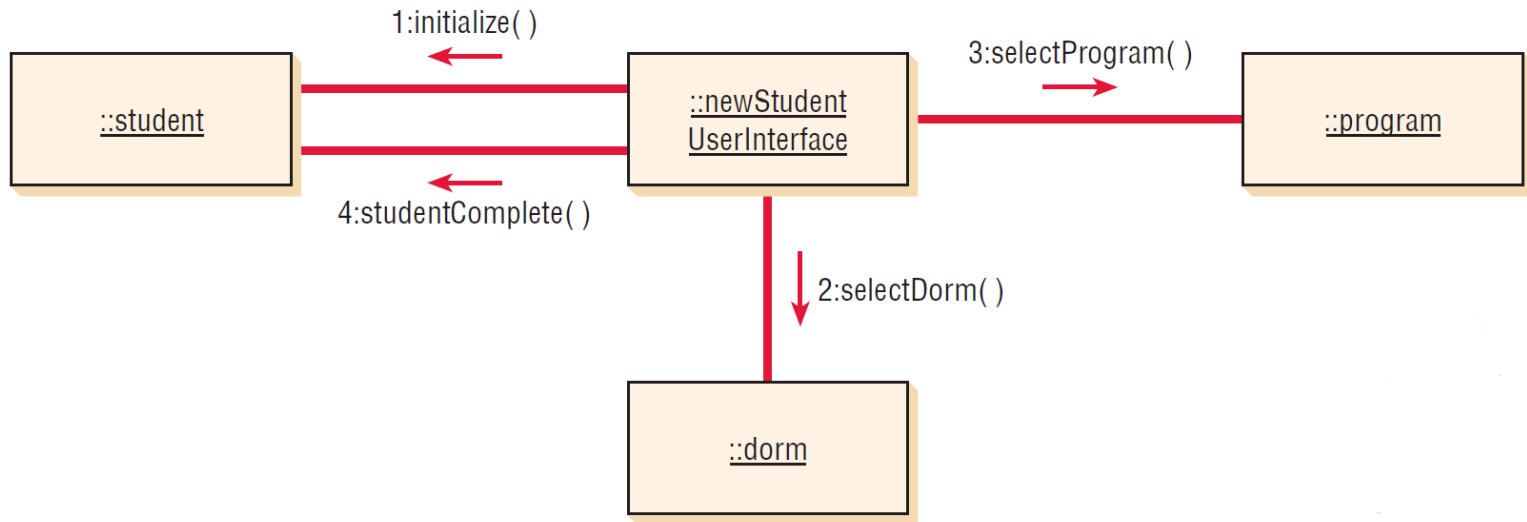 1:initialize( )
3:selectProgram( )
::student
::newStudent
UserInterface
::program
4:studentComplete( )
2:selectDorm( )
::dorm